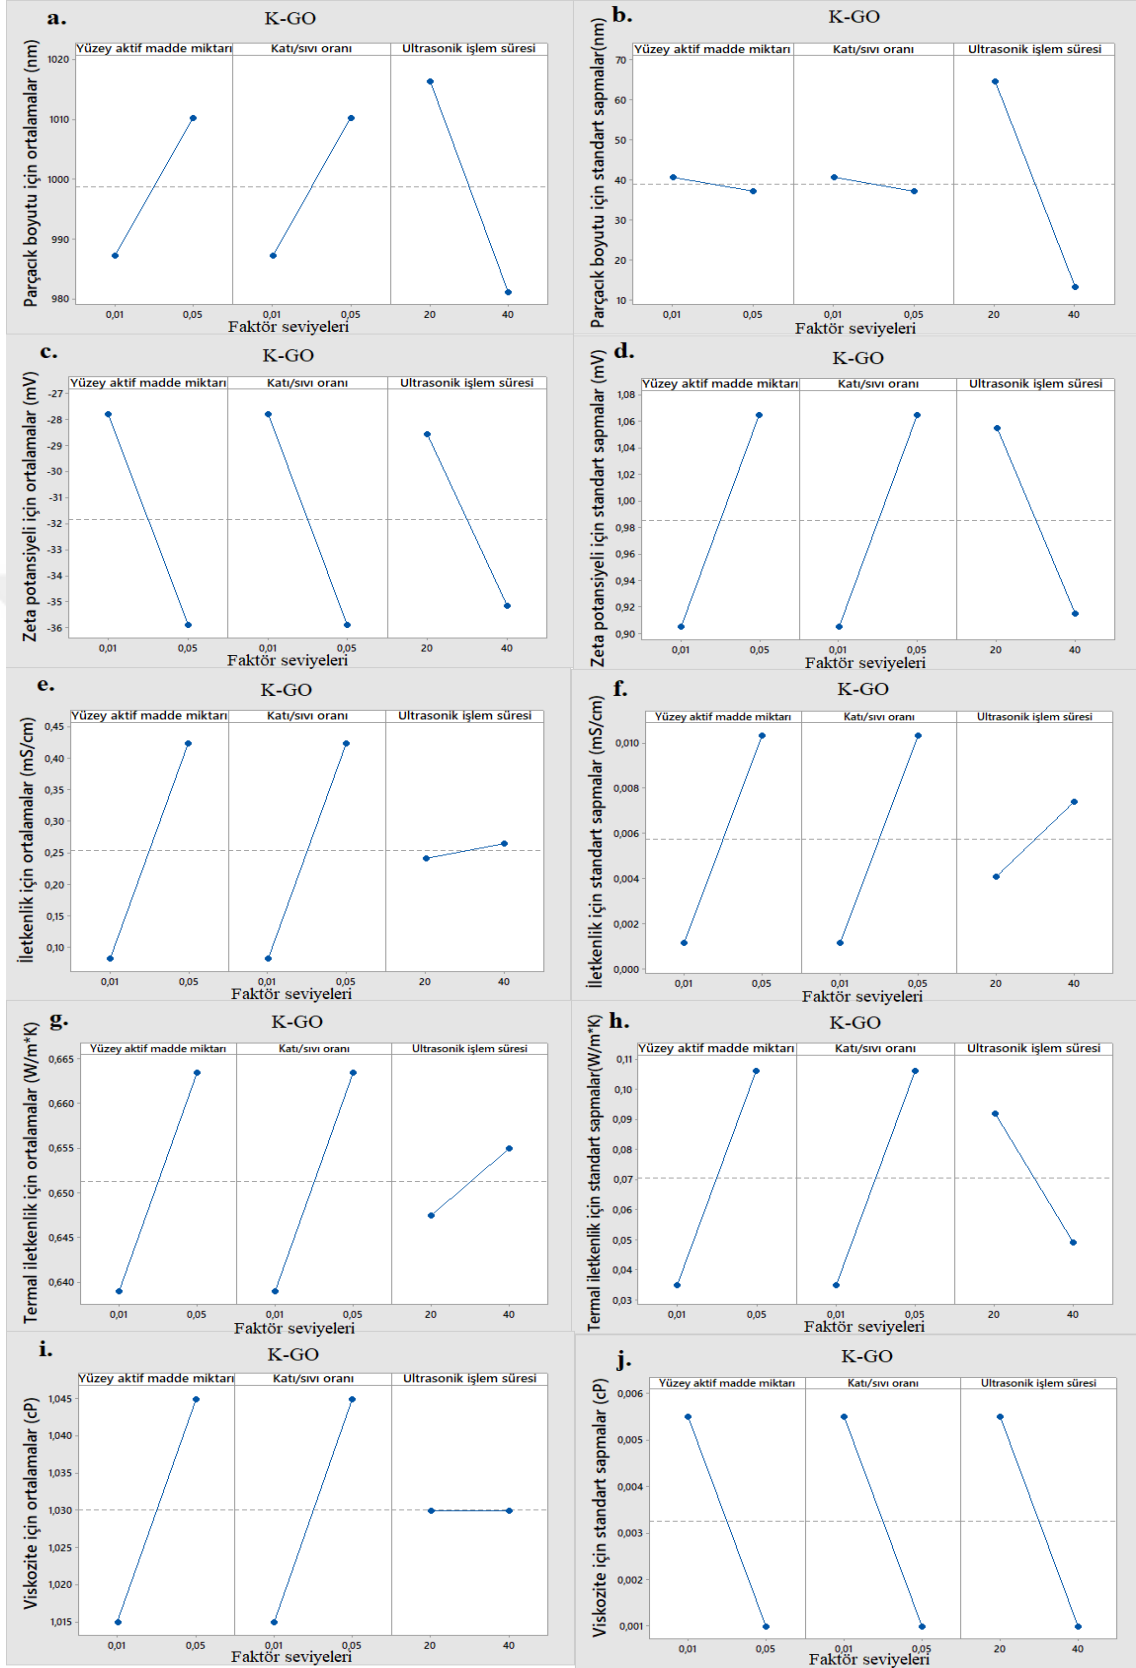 a.
K-GO
Yüzey aktif madde miktarı
Katı/sıvı oranı
Ultrasonik işlem süresi
Parçacık boyutu için ortalamalar (nm)
1020
1010
1000
990
980
0,01
0,05
0,01
0,05
20
40
Faktör seviyeleri
b.
K-GO
Yüzey aktif madde miktarı
Katı/sıvı oranı
Ultrasonik işlem süresi
Parçacık boyutu için standart sapmalar(nm)
70
60
50
40
30
20
10
0,01
0,05
0,01
0,05
20
40
Faktör seviyeleri
c.
K-GO
Yüzey aktif madde miktarı
Katı/sıvı oranı
Ultrasonik işlem süresi
Zeta potansiyeli için ortalamalar (mV)
-27
-28
-29
-30
-31
-32
-33
-34
-35
-36
0,01
0,05
0,01
0,05
20
40
Faktör seviyeleri
d.
K-GO
Yüzey aktif madde miktarı
Katı/sıvı oranı
Ultrasonik işlem süresi
Zeta potansiyeli için standart sapmalar (mV)
1,08
1,06
1,04
1,02
1,00
0,98
0,96
0,94
0,92
0,90
0,01
0,05
0,01
0,05
20
40
Faktör seviyeleri
e.
K-GO
Yüzey aktif madde miktarı
Katı/sıvı oranı
Ultrasonik işlem süresi
İletkenlik için ortalamalar (mS/cm)
0,45
0,40
0,35
0,30
0,25
0,20
0,15
0,10
0,01
0,05
0,01
0,05
20
40
Faktör seviyeleri
f.
K-GO
Yüzey aktif madde miktarı
Katı/sıvı oranı
Ultrasonik işlem süresi
İletkenlik için standart sapmalar (mS/cm)
0,010
0,008
0,006
0,004
0,002
0,000
0,01
0,05
0,01
0,05
20
40
Faktör seviyeleri
g.
K-GO
Yüzey aktif madde miktarı
Katı/sıvı oranı
Ultrasonik işlem süresi
Termal iletkenlik için ortalamalar (W/m*K)
0,665
0,660
0,655
0,650
0,645
0,640
0,01
0,05
0,01
0,05
20
40
Faktör seviyeleri
h.
K-GO
Yüzey aktif madde miktarı
Katı/sıvı oranı
Ultrasonik işlem süresi
Termal iletkenlik için standart sapmalar(W/m*K)
0,11
0,10
0,09
0,08
0,07
0,06
0,05
0,04
0,03
0,01
0,05
0,01
0,05
20
40
Faktör seviyeleri
i.
K-GO
Yüzey aktif madde miktarı
Katı/sıvı oranı
Ultrasonik işlem süresi
Viskozite için ortalamalar (cP)
1,045
1,040
1,035
1,030
1,025
1,020
1,015
0,01
0,05
0,01
0,05
20
40
Faktör seviyeleri
j.
K-GO
Yüzey aktif madde miktarı
Katı/sıvı oranı
Ultrasonik işlem süresi
Viskozite için standart sapmalar (cP)
0,006
0,005
0,004
0,003
0,002
0,001
0,01
0,05
0,01
0,05
20
40
Faktör seviyeleri